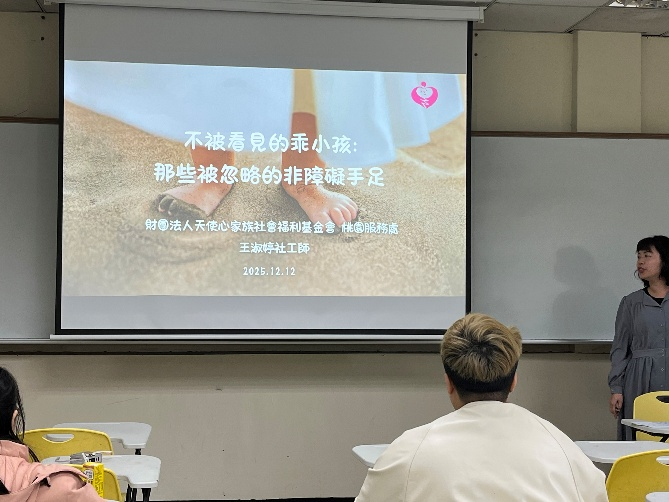 不被看見的乖小孩:
那些被忽略的非障礙手足
財團法人天使心家族社會福利基金會 桃園服務處
王淑婷社工師
2025.12.12